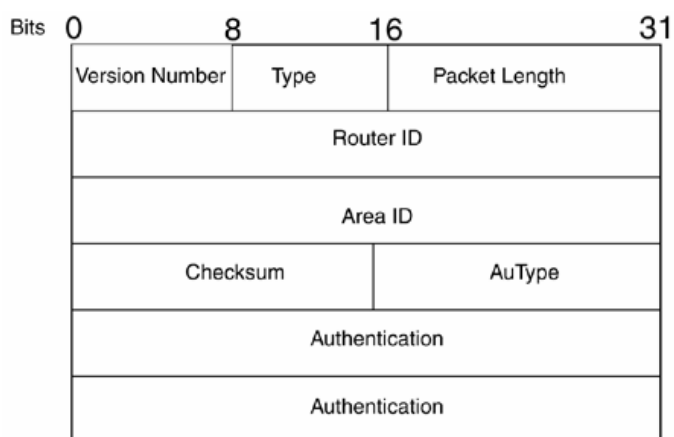 Bits 0 8 16 31
Version Number Type Packet Length
Router ID
Area ID
Checksum AuType
Authentication
Authentication